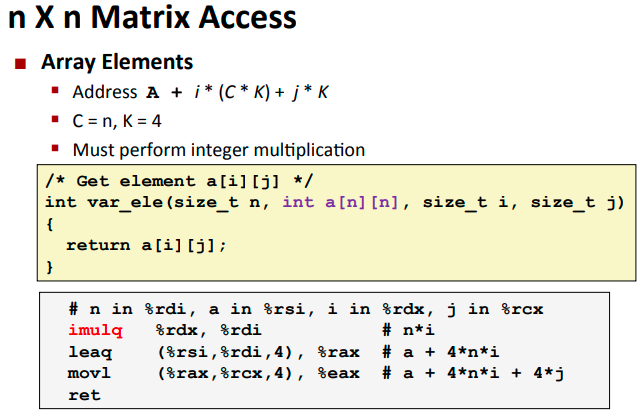 n X n Matrix Access
Array Elements
Address A + i * (C * K) + j * K
C = n, K = 4
Must perform integer multiplication
/* Get element a[i][j] */
int var_ele(size_t n, int a[n][n], size_t i, size_t j)
{
return a[i][j];
}
# n in %rdi, a in %rsi, i in %rdx, j in %rcx
imulq %rdx, %rdi # n*i
leaq (%rsi,%rdi,4), %rax # a + 4*n*i
movl (%rax,%rcx,4), %eax # a + 4*n*i + 4*j
ret